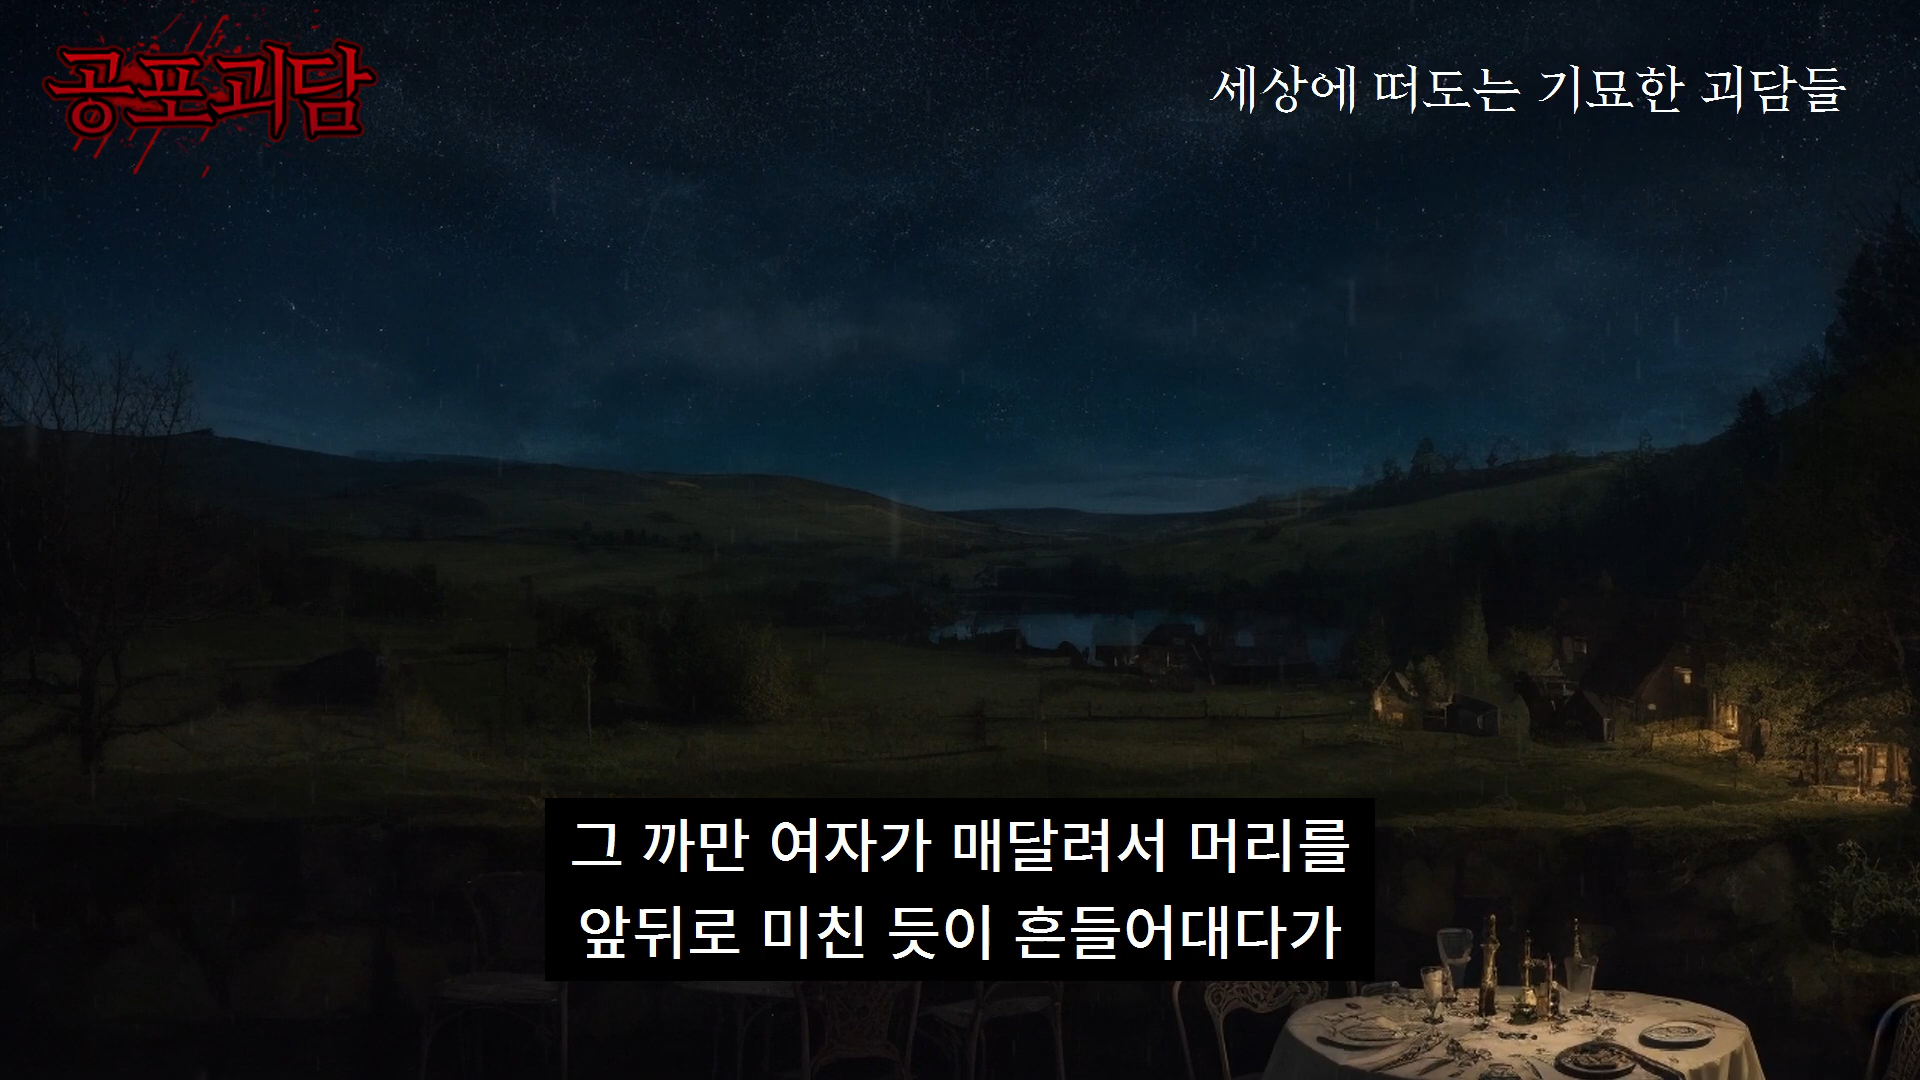 공포괴담
세상에 떠도는 기묘한 괴담들
그 까만 여자가 매달려서 머리를
앞뒤로 미친 듯이 흔들어대다가